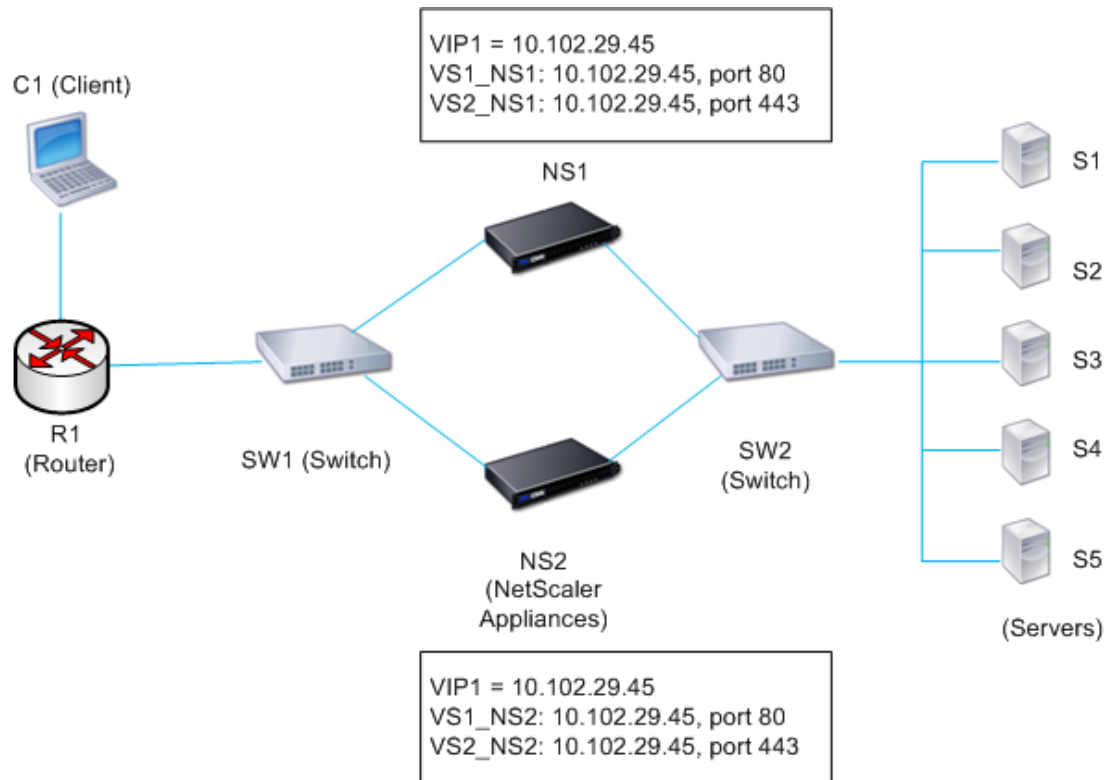 VIP1 = 10.102.29.45
VS1_NS1: 10.102.29.45, port 80
VS2_NS1: 10.102.29.45, port 443
C1 (Client)
NS1
S1
S2
S3
S4
S5
R1
(Router)
SW1 (Switch)
SW2
(Switch)
NS2
(NetScaler
Appliances)
(Servers)
VIP1 = 10.102.29.45
VS1_NS2: 10.102.29.45, port 80
VS2_NS2: 10.102.29.45, port 443